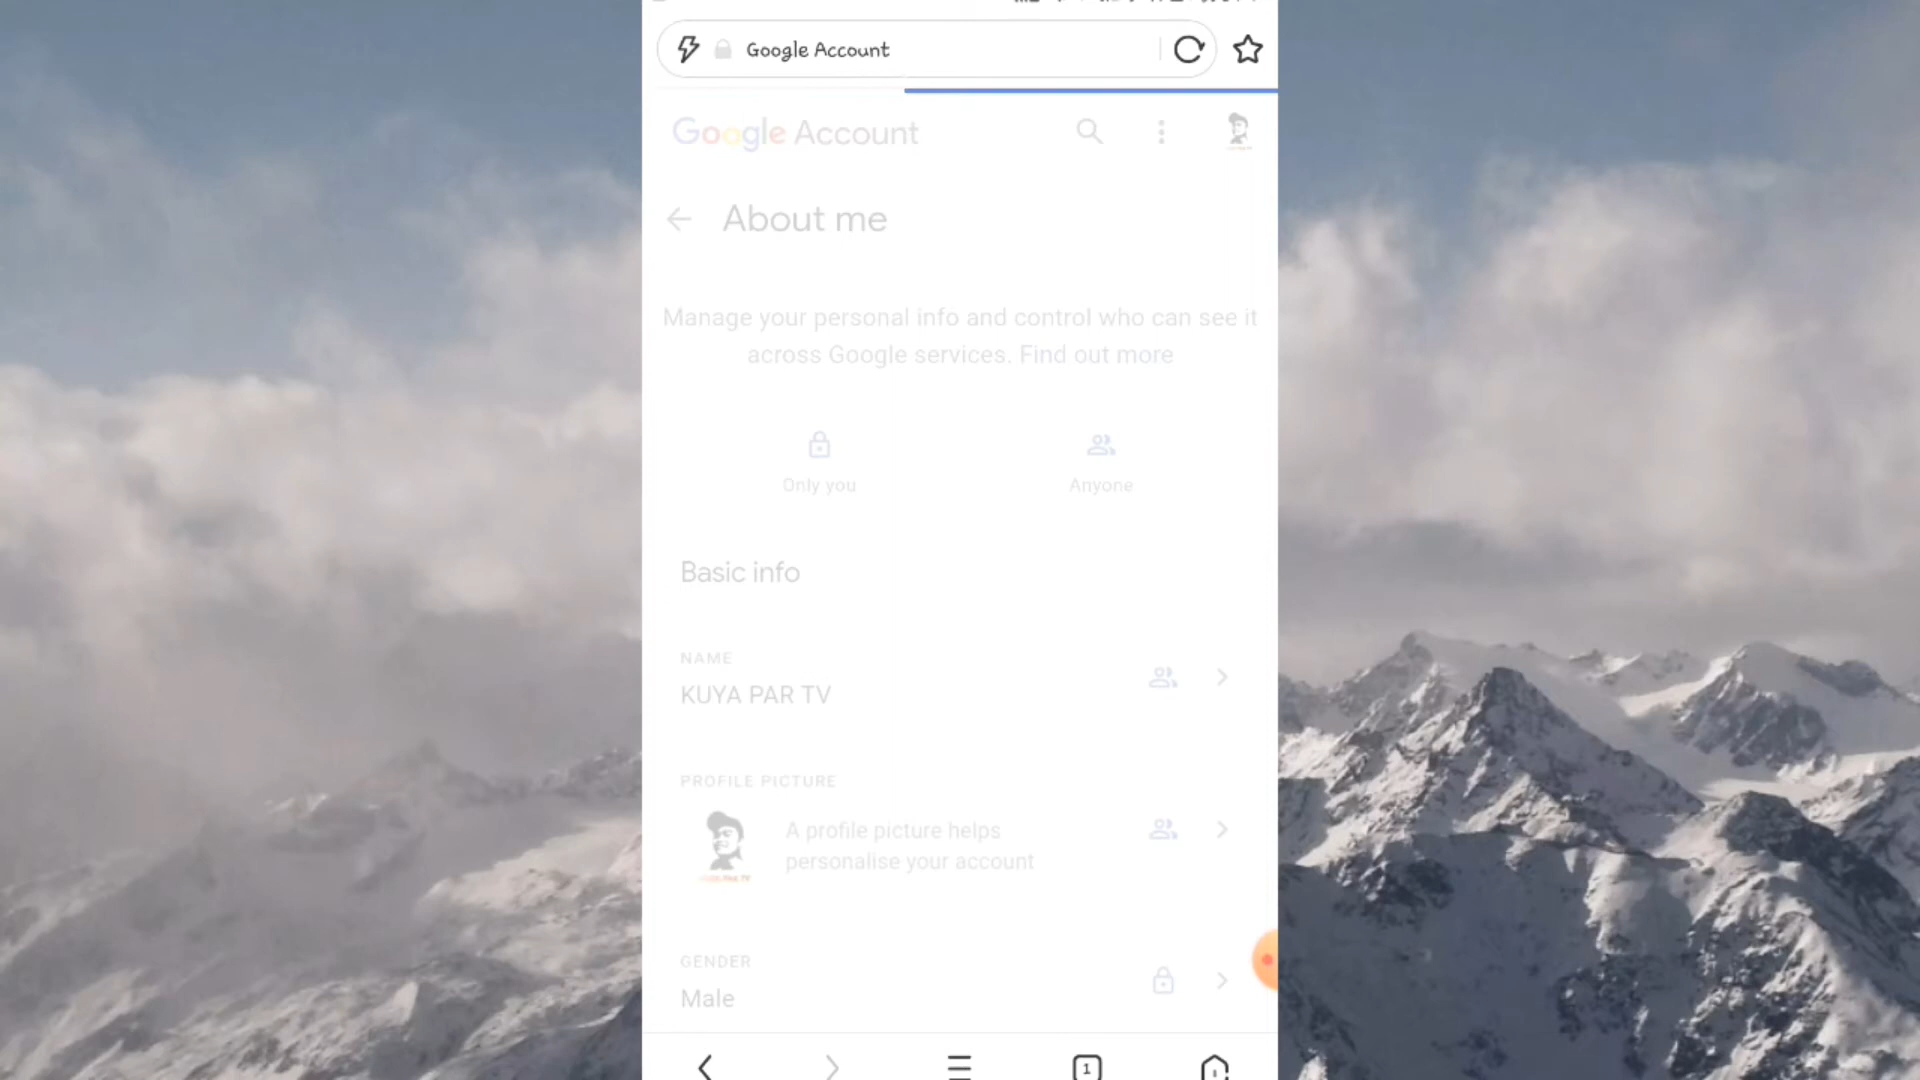 Google Account
Google Account
About me
Manage your personal info and control who can see it
across Google services. Find out more
Only you
Anyone
Basic info
NAME
KUYA PAR TV
PROFILE PICTURE
A profile picture helps
personalise your account
GENDER
Male
1